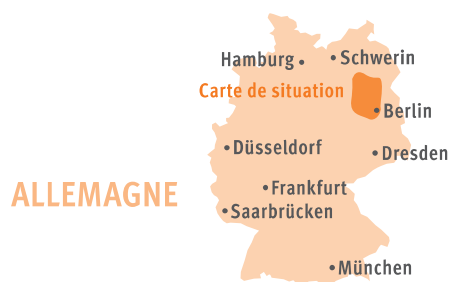 Hamburg
Schwerin
Carte de situation
Berlin
Düsseldorf
Dresden
ALLEMAGNE
Frankfurt
Saarbrücken
München